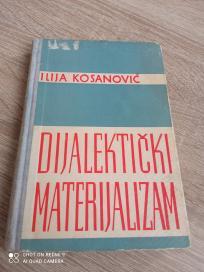 ILIJA KOSANOVIĆ
DIJALEKTIČKI
MATERIJALIZAM
SHOT ON REDMI 9
AI QUAD CAMERA